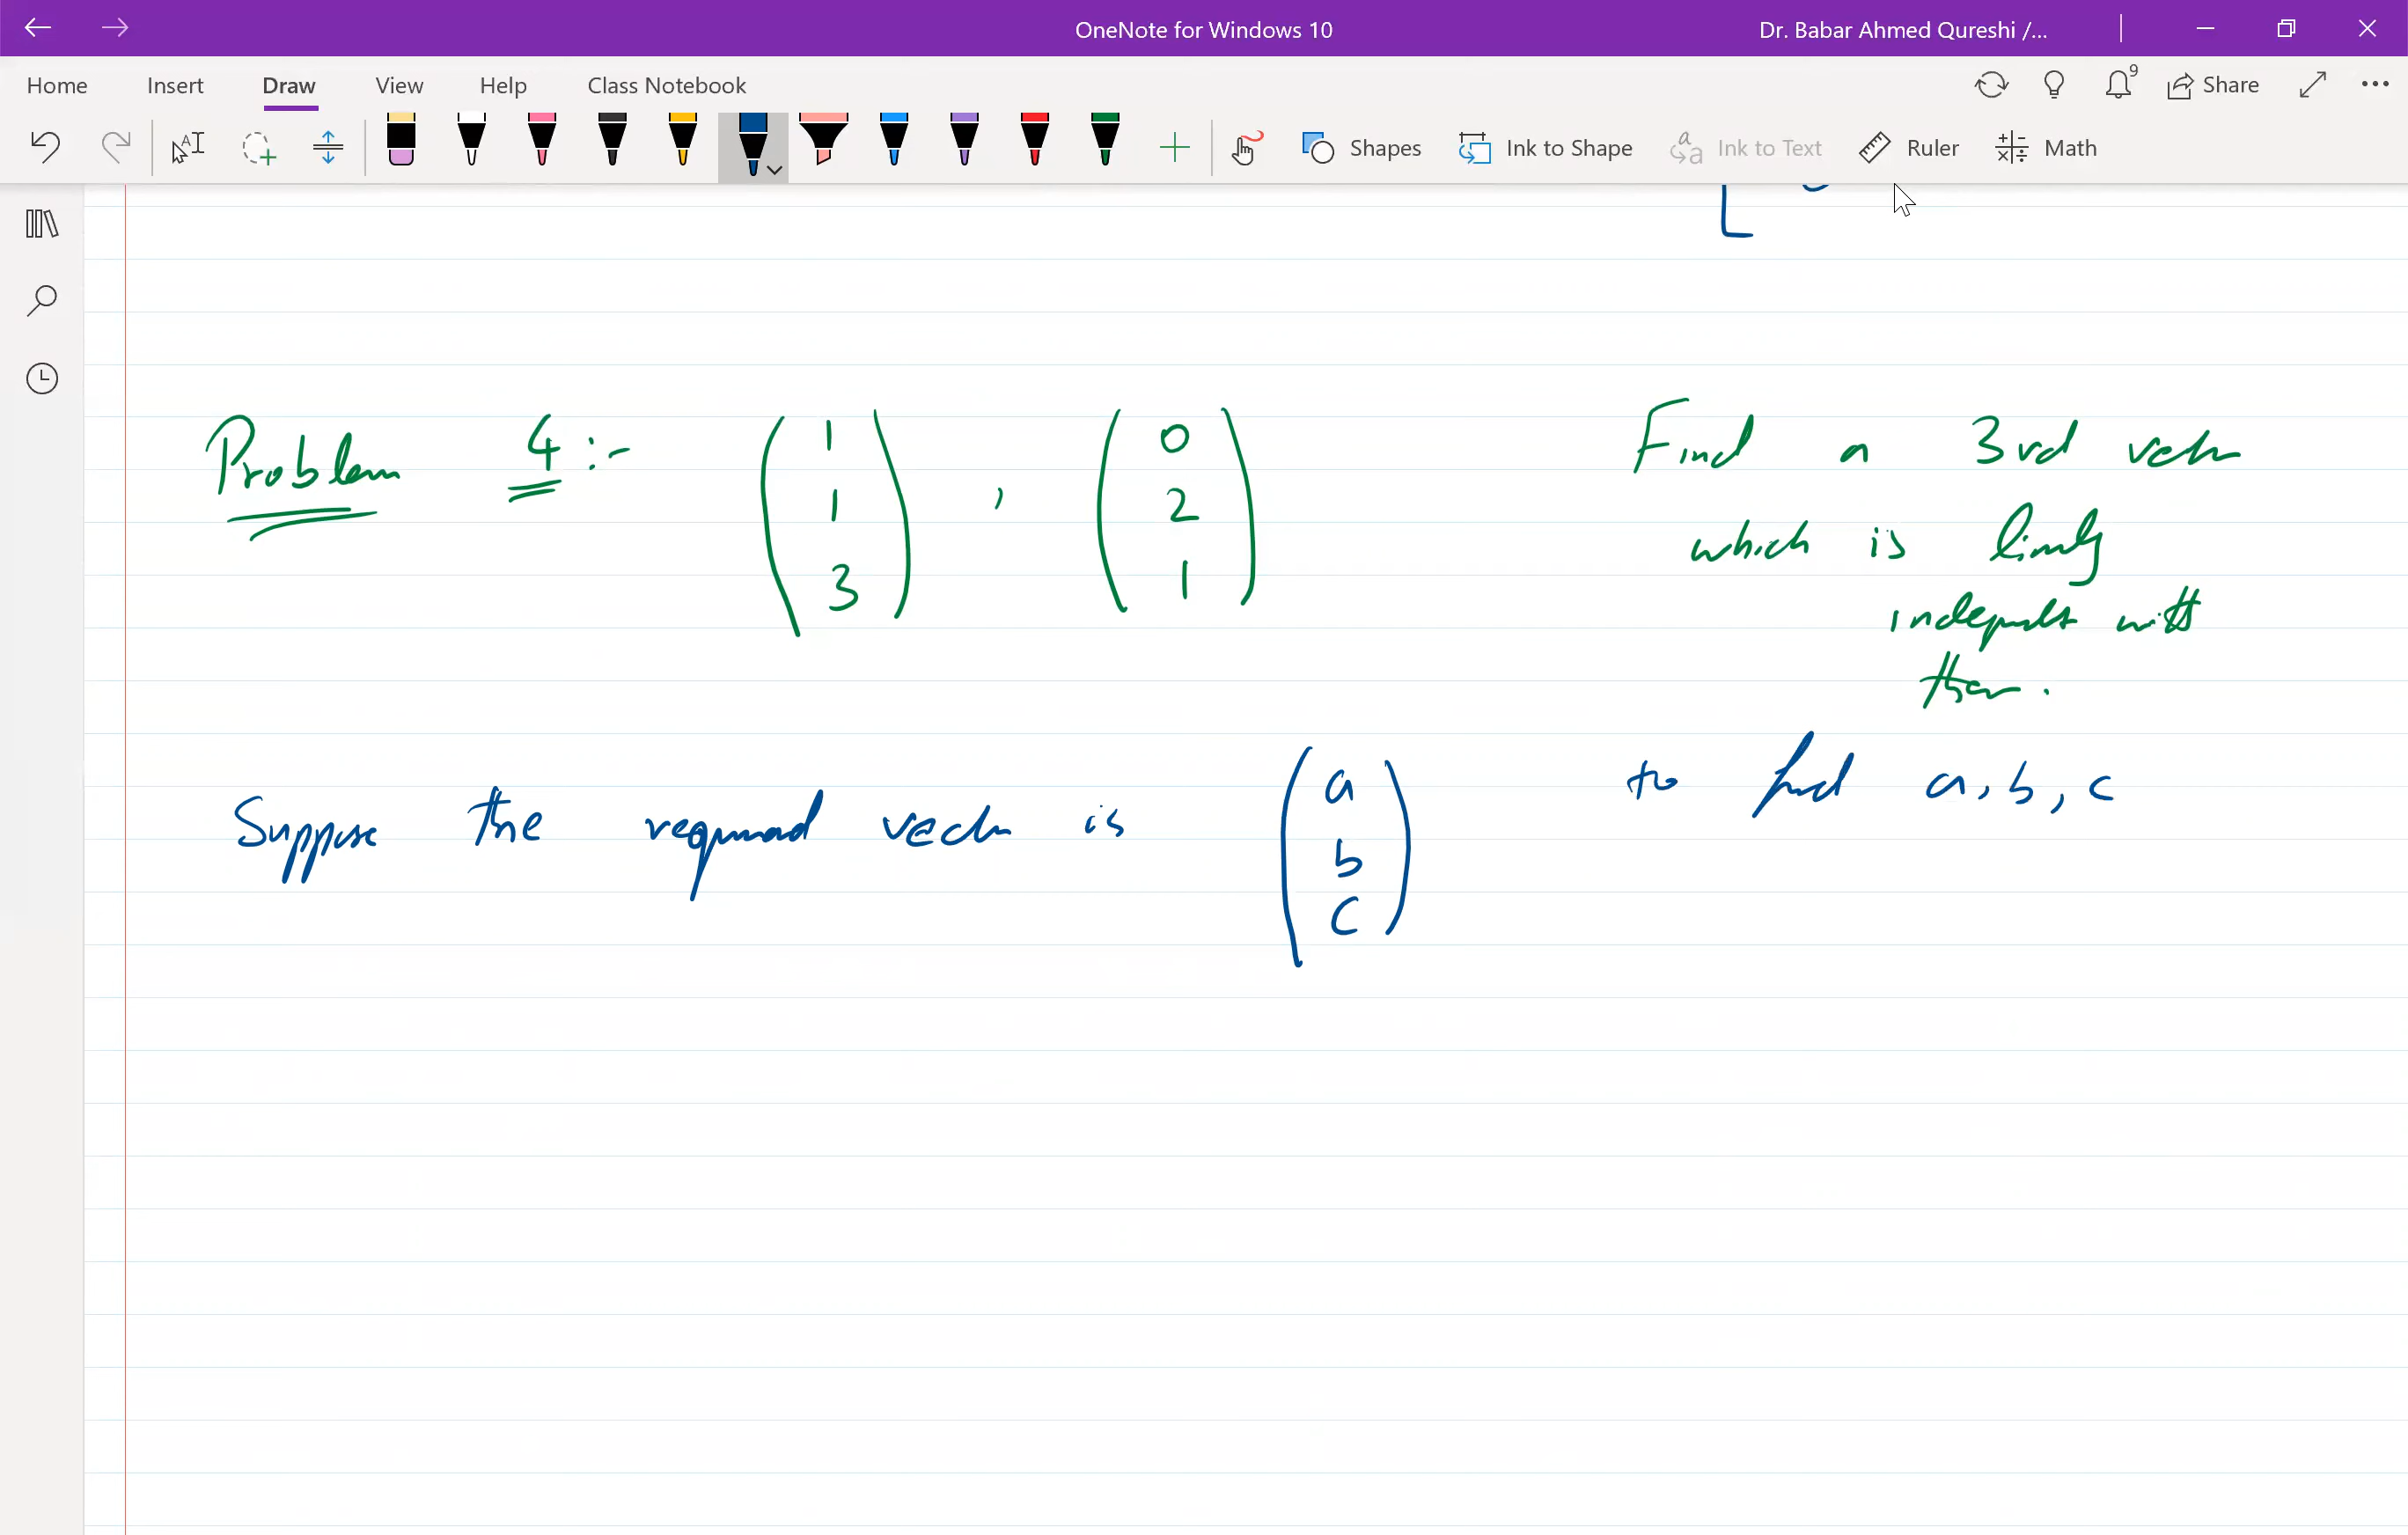 OneNote for Windows 10 Dr. Babar Ahmed Qureshi /...
Home Insert Draw View Help Class Notebook 9 Share
Shapes Ink to Shape Ink to Text Ruler Math
Problem 4:- ( 1 1 3 ) , ( 0 2 1 )
Find a 3rd vector
which is linearly
independent with
them.
Suppose the required vector is ( a b c ) to find a, b, c